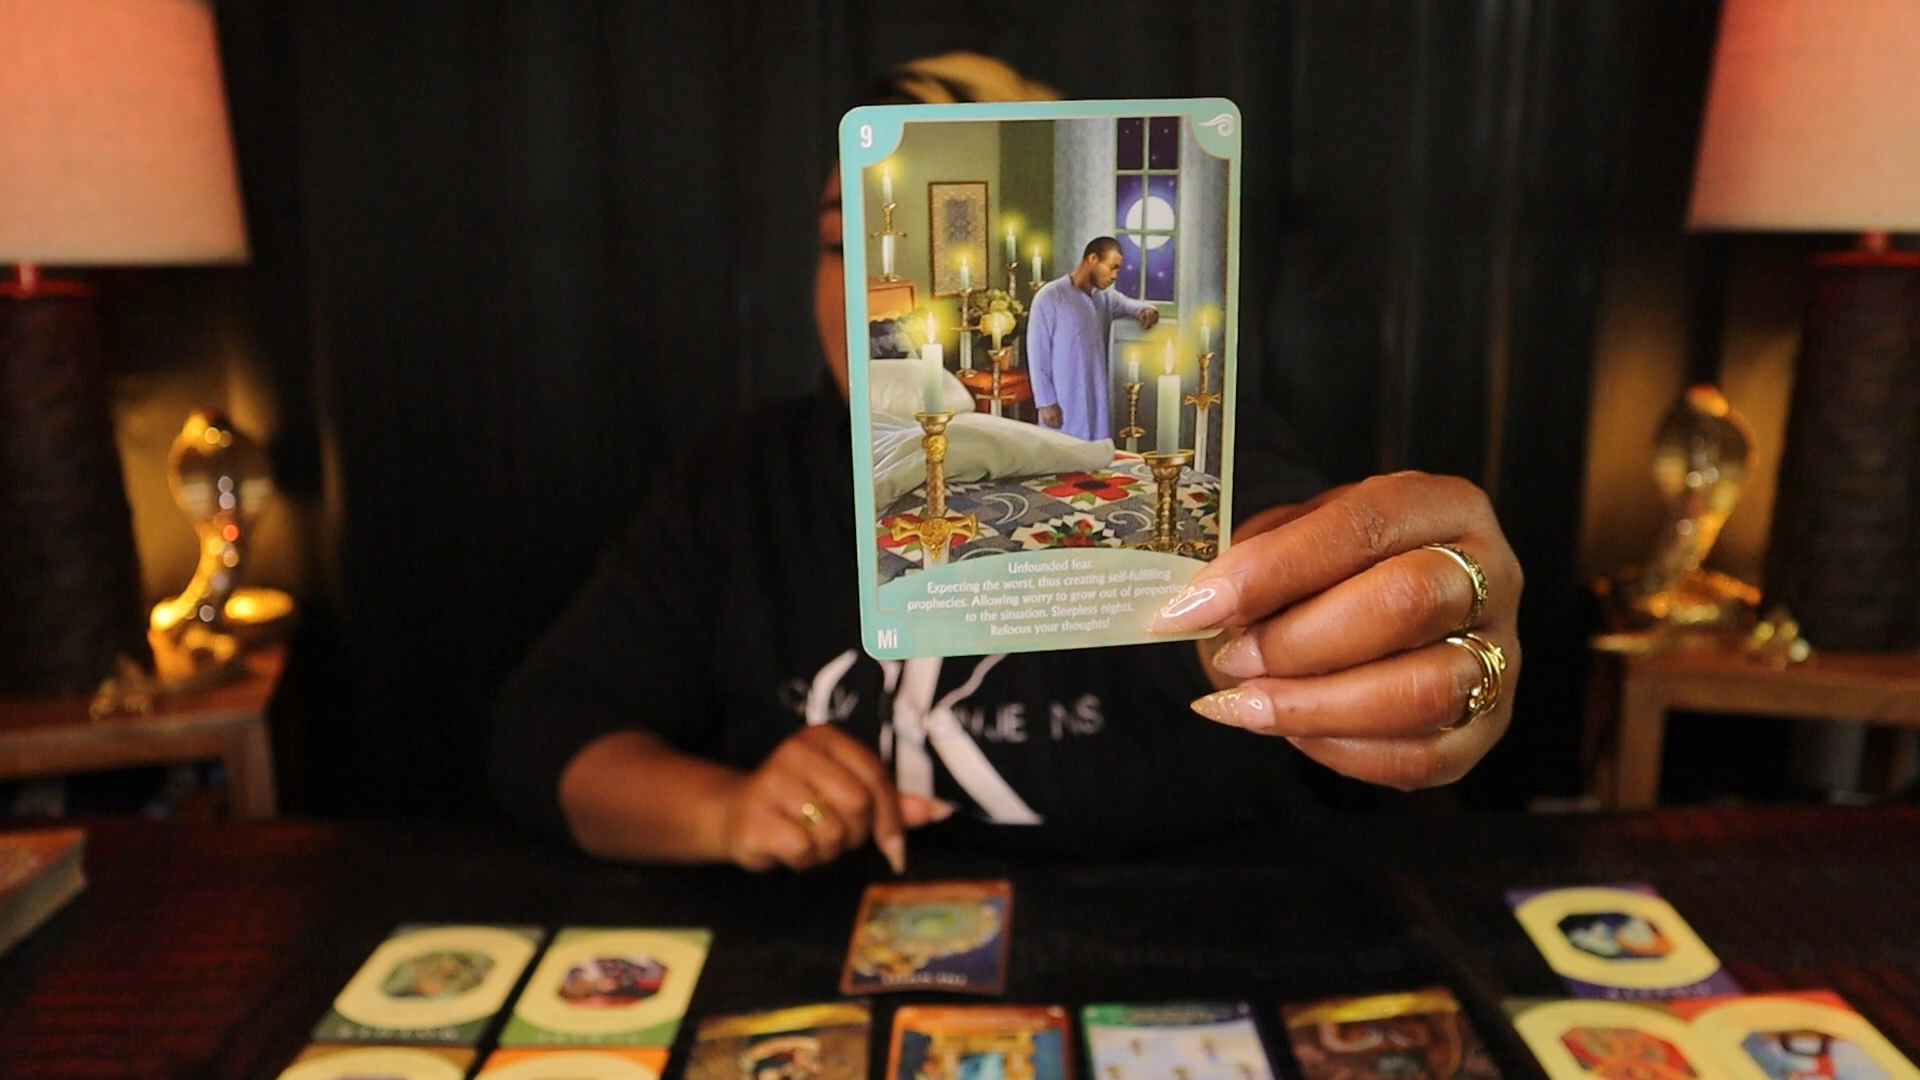 9
Unfounded fear.
Expecting the worst, thus creating self-fulfilling
prophecies. Allowing worry to grow out of proportion
to the situation. Sleepless nights.
Refocus your thoughts!
Mi
K